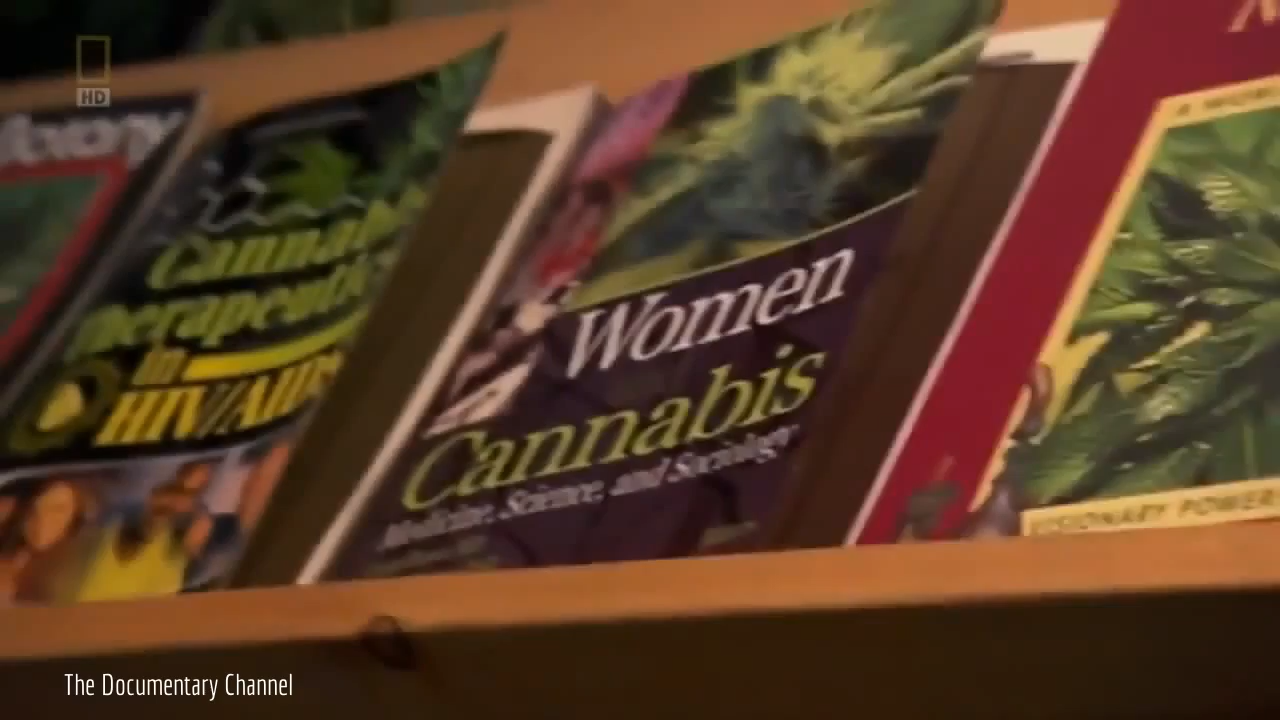 HD
Cannabis
Therapeutics
in
HIV/AIDS
Women
Cannabis
Medicine, Science, and Sociology
VISIONARY POWER
The Documentary Channel